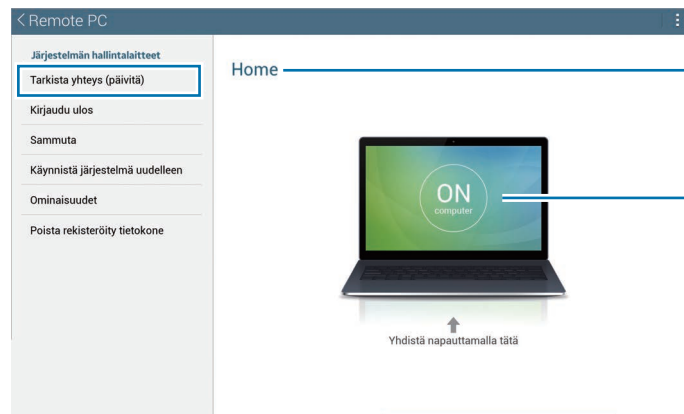 Remote PC
Järjestelmän hallintalaitteet
Tarkista yhteys (päivitä)
Kirjaudu ulos
Sammuta
Käynnistä järjestelmä uudelleen
Ominaisuudet
Poista rekisteröity tietokone
Home
ON
computer
Yhdistä napauttamalla tätä